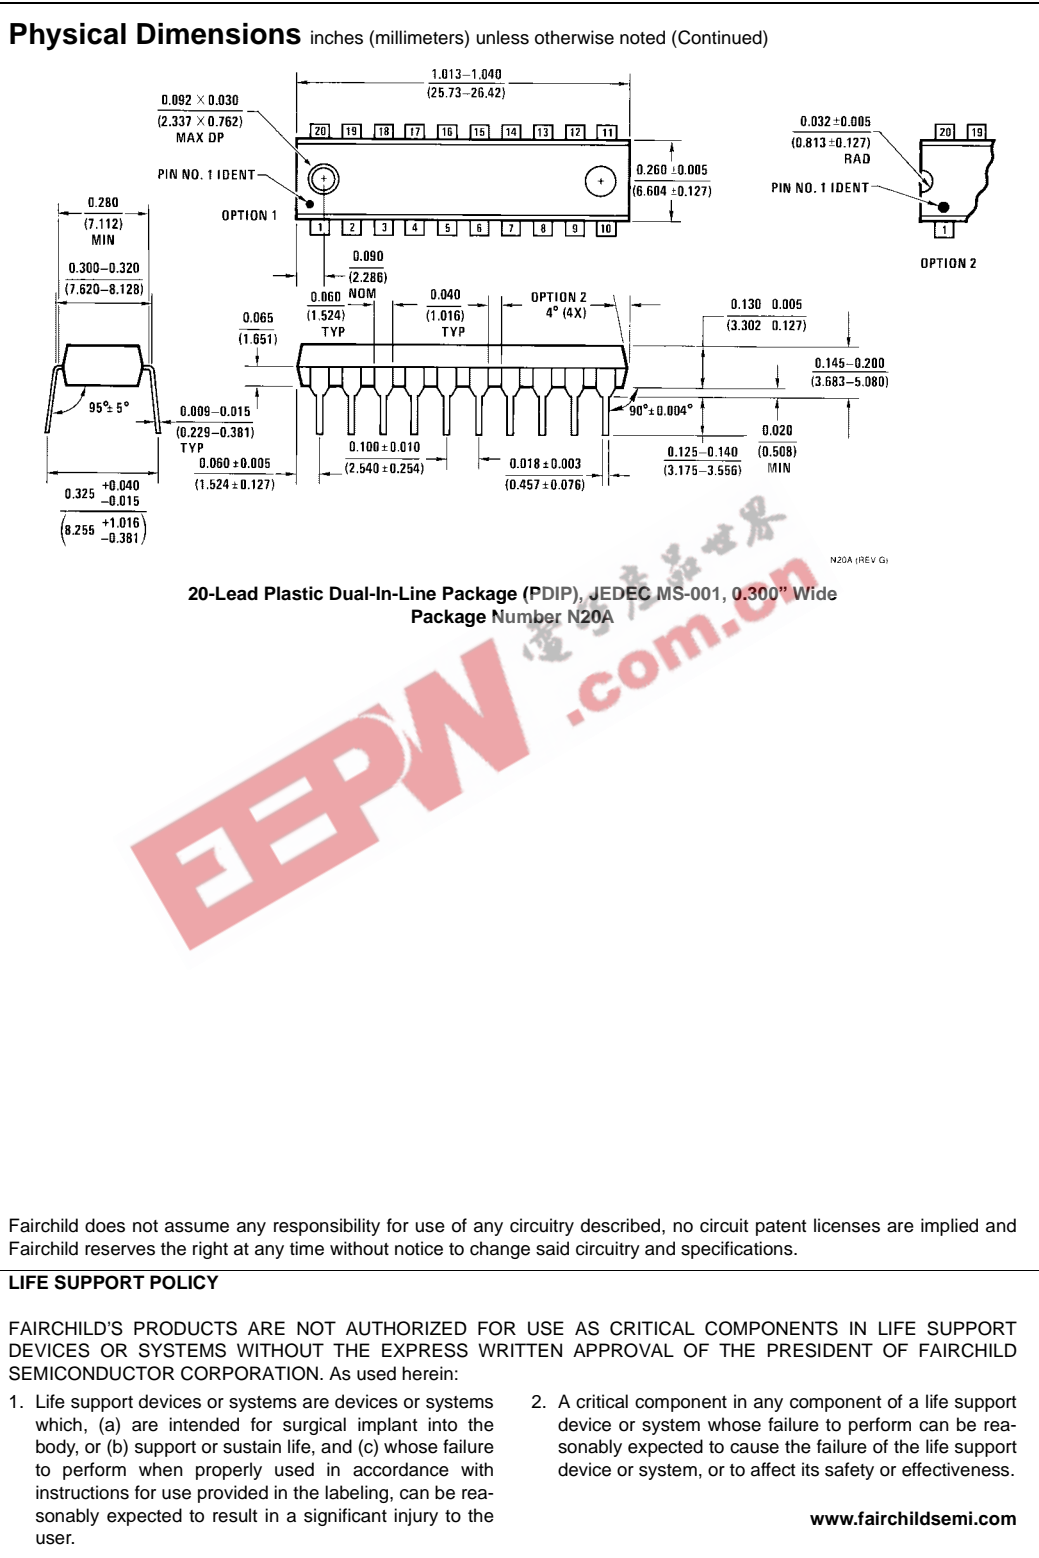 Physical Dimensions inches (millimeters) unless otherwise noted (Continued)
1.013–1.040
(25.73–26.42)
0.092 × 0.030
(2.337 × 0.762)
MAX DP
20 19 18 17 16 15 14 13 12 11
0.032 ±0.005
(0.813 ±0.127)
RAD
20 19
PIN NO. 1 IDENT
0.260 ±0.005
(6.604 ±0.127)
PIN NO. 1 IDENT
OPTION 1
1 2 3 4 5 6 7 8 9 10
1
OPTION 2
0.280
(7.112)
MIN
0.090
(2.286)
NOM
0.300–0.320
(7.620–8.128)
0.060
(1.524)
TYP
0.040
(1.016)
TYP
OPTION 2
4° (4X)
0.130 0.005
(3.302 0.127)
0.065
(1.651)
0.145–0.200
(3.683–5.080)
95°± 5°
0.009–0.015
(0.229–0.381)
TYP
90°±0.004°
0.020
(0.508)
MIN
0.100 ±0.010
(2.540 ±0.254)
0.125–0.140
(3.175–3.556)
0.060 ±0.005
(1.524 ±0.127)
0.018 ±0.003
(0.457 ±0.076)
0.325 +0.040
–0.015
(8.255 +1.016
–0.381)
N20A (REV G)
20-Lead Plastic Dual-In-Line Package (PDIP), JEDEC MS-001, 0.300” Wide
Package Number N20A
EEPW
.com.cn
产品世界
Fairchild does not assume any responsibility for use of any circuitry described, no circuit patent licenses are implied and
Fairchild reserves the right at any time without notice to change said circuitry and specifications.
LIFE SUPPORT POLICY
FAIRCHILD’S PRODUCTS ARE NOT AUTHORIZED FOR USE AS CRITICAL COMPONENTS IN LIFE SUPPORT
DEVICES OR SYSTEMS WITHOUT THE EXPRESS WRITTEN APPROVAL OF THE PRESIDENT OF FAIRCHILD
SEMICONDUCTOR CORPORATION. As used herein:
1. Life support devices or systems are devices or systems
which, (a) are intended for surgical implant into the
body, or (b) support or sustain life, and (c) whose failure
to perform when properly used in accordance with
instructions for use provided in the labeling, can be rea-
sonably expected to result in a significant injury to the
user.
2. A critical component in any component of a life support
device or system whose failure to perform can be rea-
sonably expected to cause the failure of the life support
device or system, or to affect its safety or effectiveness.
www.fairchildsemi.com